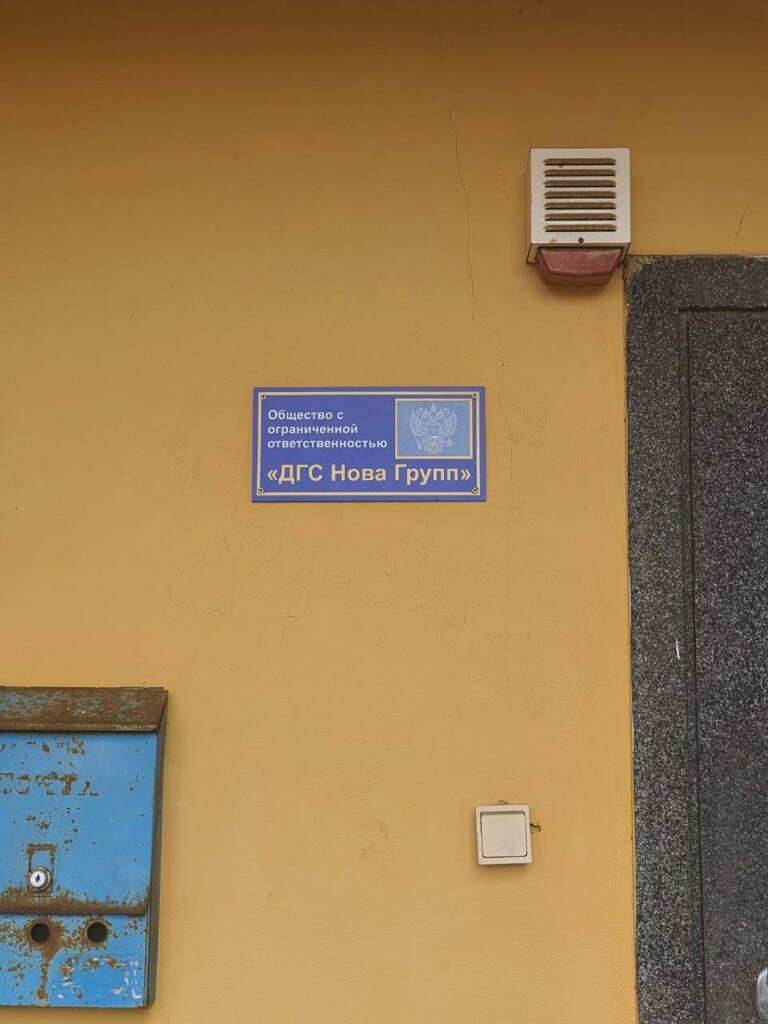 Общество с
ограниченной
ответственностью
«ДГС Нова Групп»